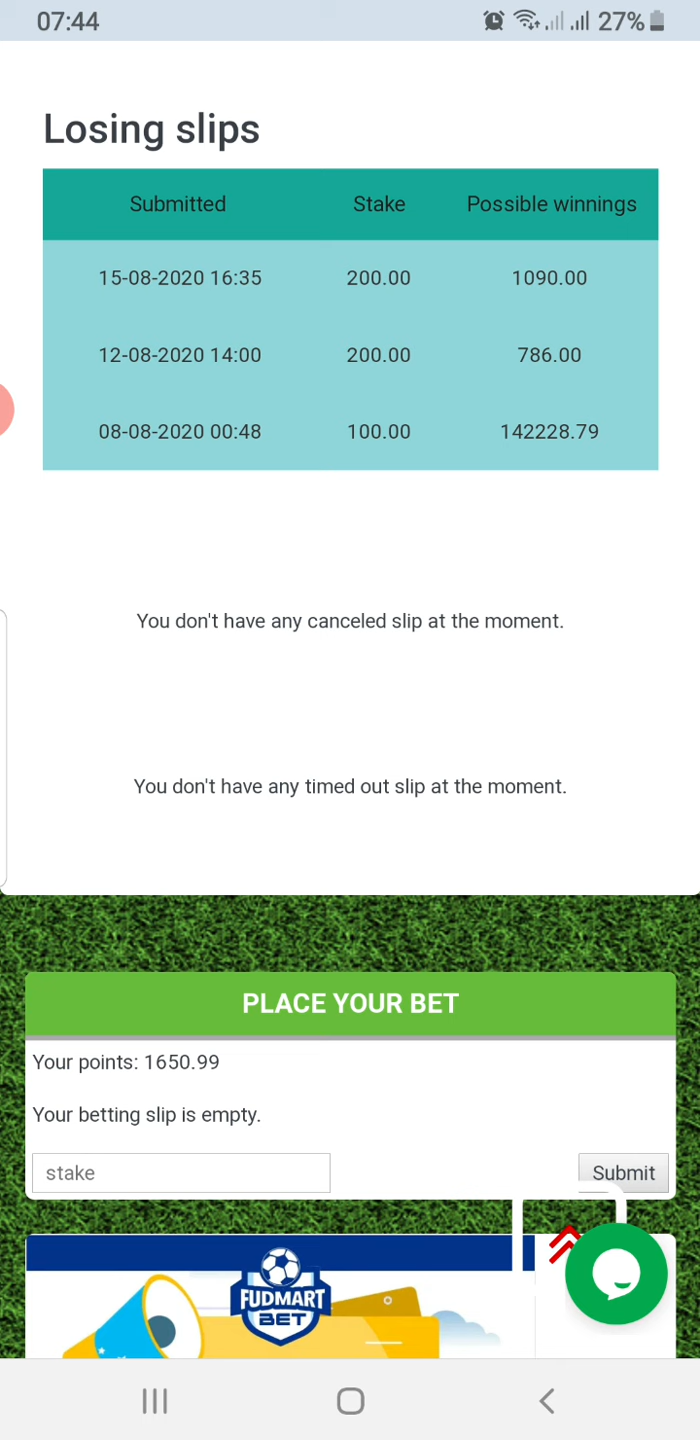 07:44 27%
Losing slips
Submitted Stake Possible winnings
15-08-2020 16:35 200.00 1090.00
12-08-2020 14:00 200.00 786.00
08-08-2020 00:48 100.00 142228.79
You don't have any canceled slip at the moment.
You don't have any timed out slip at the moment.
PLACE YOUR BET
Your points: 1650.99
Your betting slip is empty.
stake Submit
FUDMART
BET